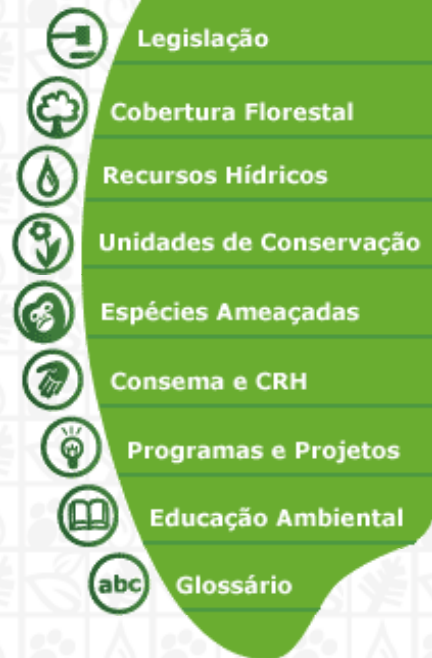 Legislação
Cobertura Florestal
Recursos Hídricos
Unidades de Conservação
Espécies Ameaçadas
Consema e CRH
Programas e Projetos
Educação Ambiental
abc Glossário